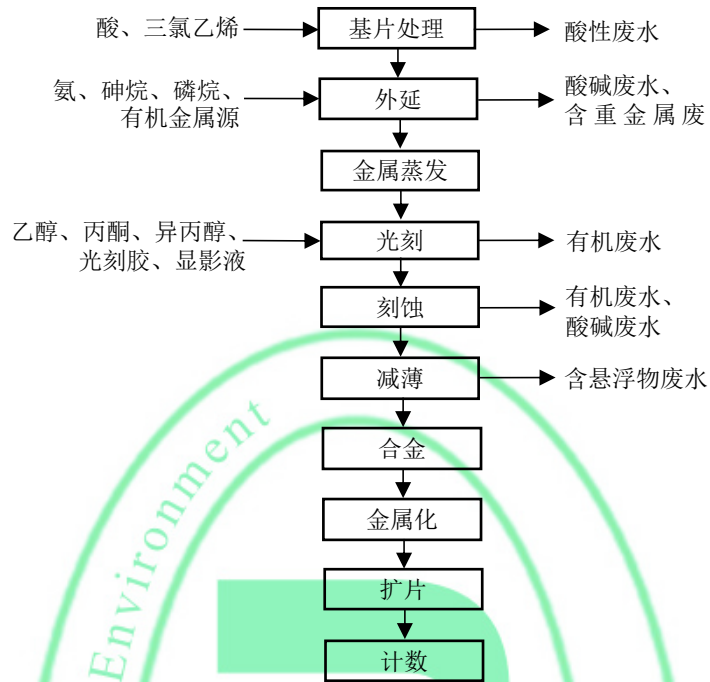 酸、三氯乙烯
基片处理
酸性废水
氨、砷烷、磷烷、
有机金属源
外延
酸碱废水、
含重金属废
金属蒸发
乙醇、丙酮、异丙醇、
光刻胶、显影液
光刻
有机废水
刻蚀
有机废水、
酸碱废水
减薄
含悬浮物废水
合金
金属化
扩片
计数
Environment